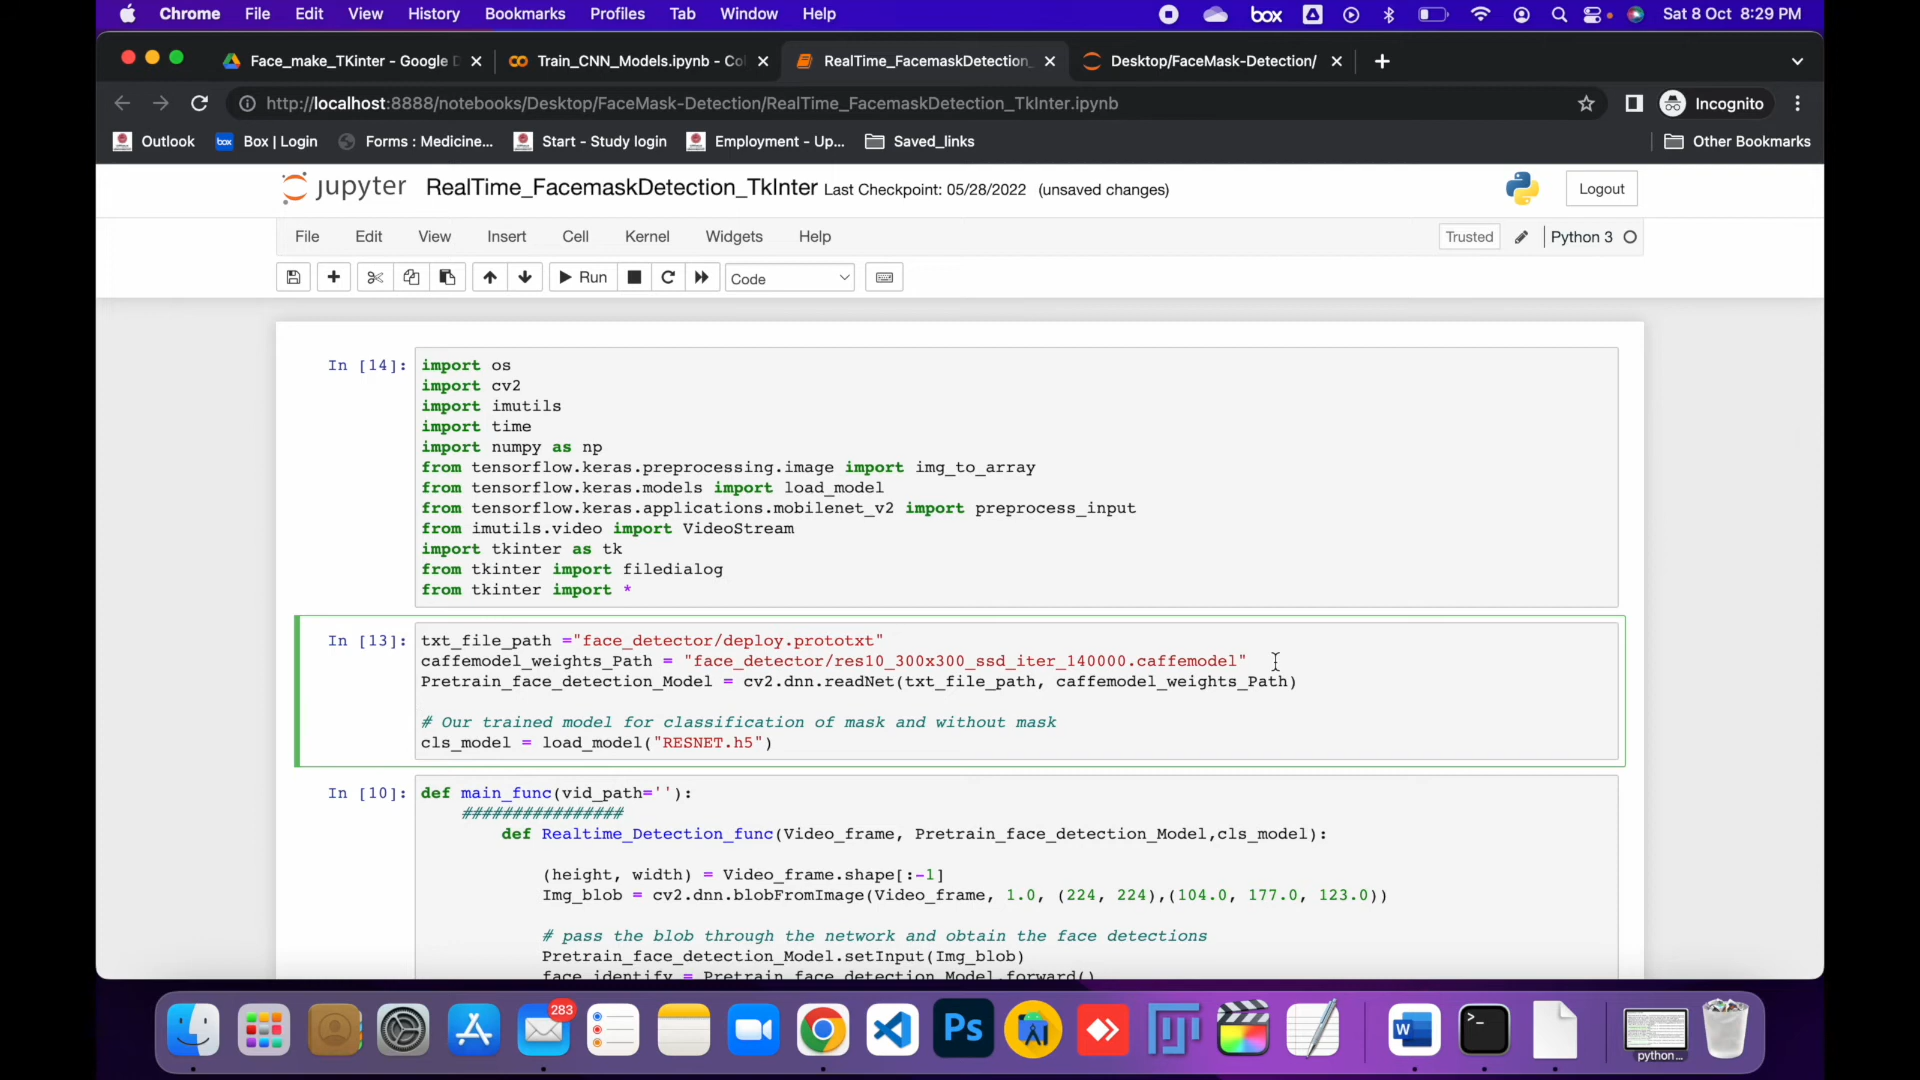 Chrome File Edit View History Bookmarks Profiles Tab Window Help box Sat 8 Oct 8:29 PM
Face_make_TKinter - Google D Train_CNN_Models.ipynb - Co RealTime_FacemaskDetection_ Desktop/FaceMask-Detection/
http://localhost:8888/notebooks/Desktop/FaceMask-Detection/RealTime_FacemaskDetection_TkInter.ipynb Incognito
Outlook box Box | Login Forms : Medicine... Start - Study login Employment - Up... Saved_links Other Bookmarks
jupyter RealTime_FacemaskDetection_TkInter Last Checkpoint: 05/28/2022 (unsaved changes) Logout
File Edit View Insert Cell Kernel Widgets Help Trusted Python 3
Run Code
In [14]: import os
import cv2
import imutils
import time
import numpy as np
from tensorflow.keras.preprocessing.image import img_to_array
from tensorflow.keras.models import load_model
from tensorflow.keras.applications.mobilenet_v2 import preprocess_input
from imutils.video import VideoStream
import tkinter as tk
from tkinter import filedialog
from tkinter import *
In [13]: txt_file_path ="face_detector/deploy.prototxt"
caffemodel_weights_Path = "face_detector/res10_300x300_ssd_iter_140000.caffemodel"
Pretrain_face_detection_Model = cv2.dnn.readNet(txt_file_path, caffemodel_weights_Path)
# Our trained model for classification of mask and without mask
cls_model = load_model("RESNET.h5")
In [10]: def main_func(vid_path=''):
################
def Realtime_Detection_func(Video_frame, Pretrain_face_detection_Model,cls_model):
(height, width) = Video_frame.shape[:-1]
Img_blob = cv2.dnn.blobFromImage(Video_frame, 1.0, (224, 224),(104.0, 177.0, 123.0))
# pass the blob through the network and obtain the face detections
Pretrain_face_detection_Model.setInput(Img_blob)
face_identify = Pretrain_face_detection_Model.forward()
283
Ps
W
>_
python...